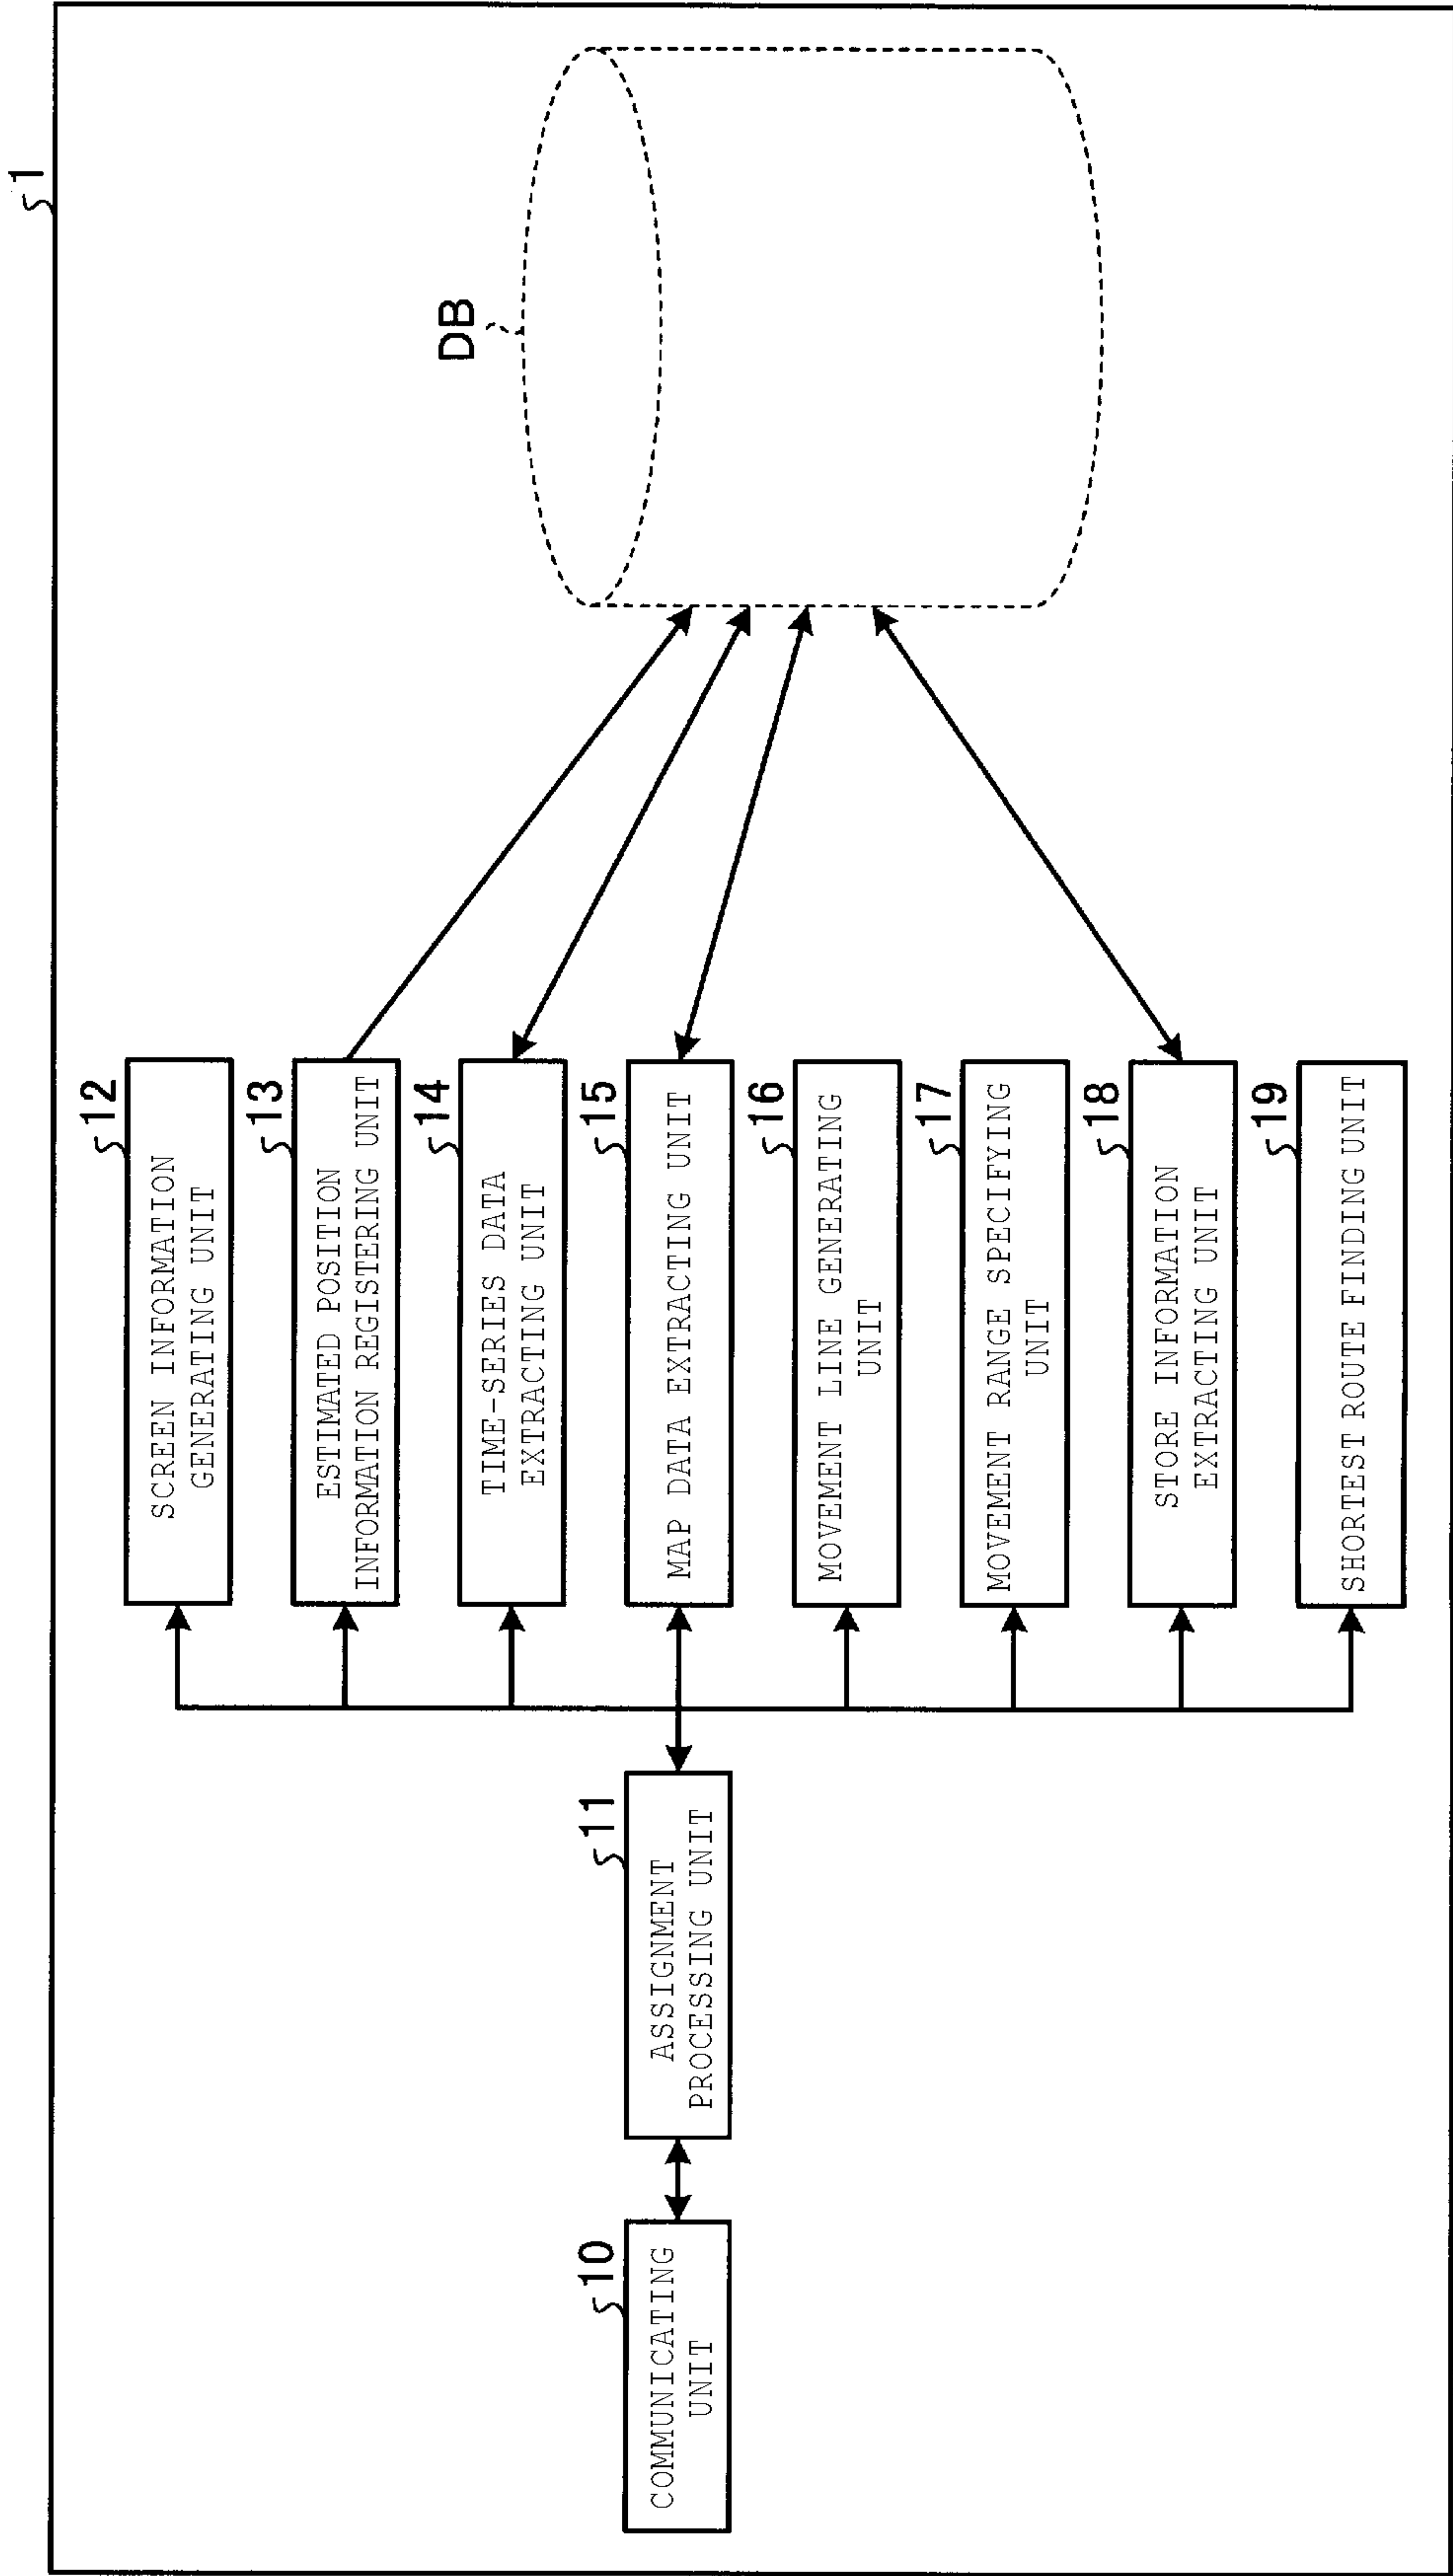 1
DB
12
SCREEN INFORMATION
GENERATING UNIT
13
ESTIMATED POSITION
INFORMATION REGISTERING UNIT
14
TIME-SERIES DATA
EXTRACTING UNIT
15
MAP DATA EXTRACTING UNIT
16
MOVEMENT LINE GENERATING
UNIT
17
MOVEMENT RANGE SPECIFYING
UNIT
18
STORE INFORMATION
EXTRACTING UNIT
19
SHORTEST ROUTE FINDING UNIT
11
ASSIGNMENT
PROCESSING UNIT
10
COMMUNICATING
UNIT